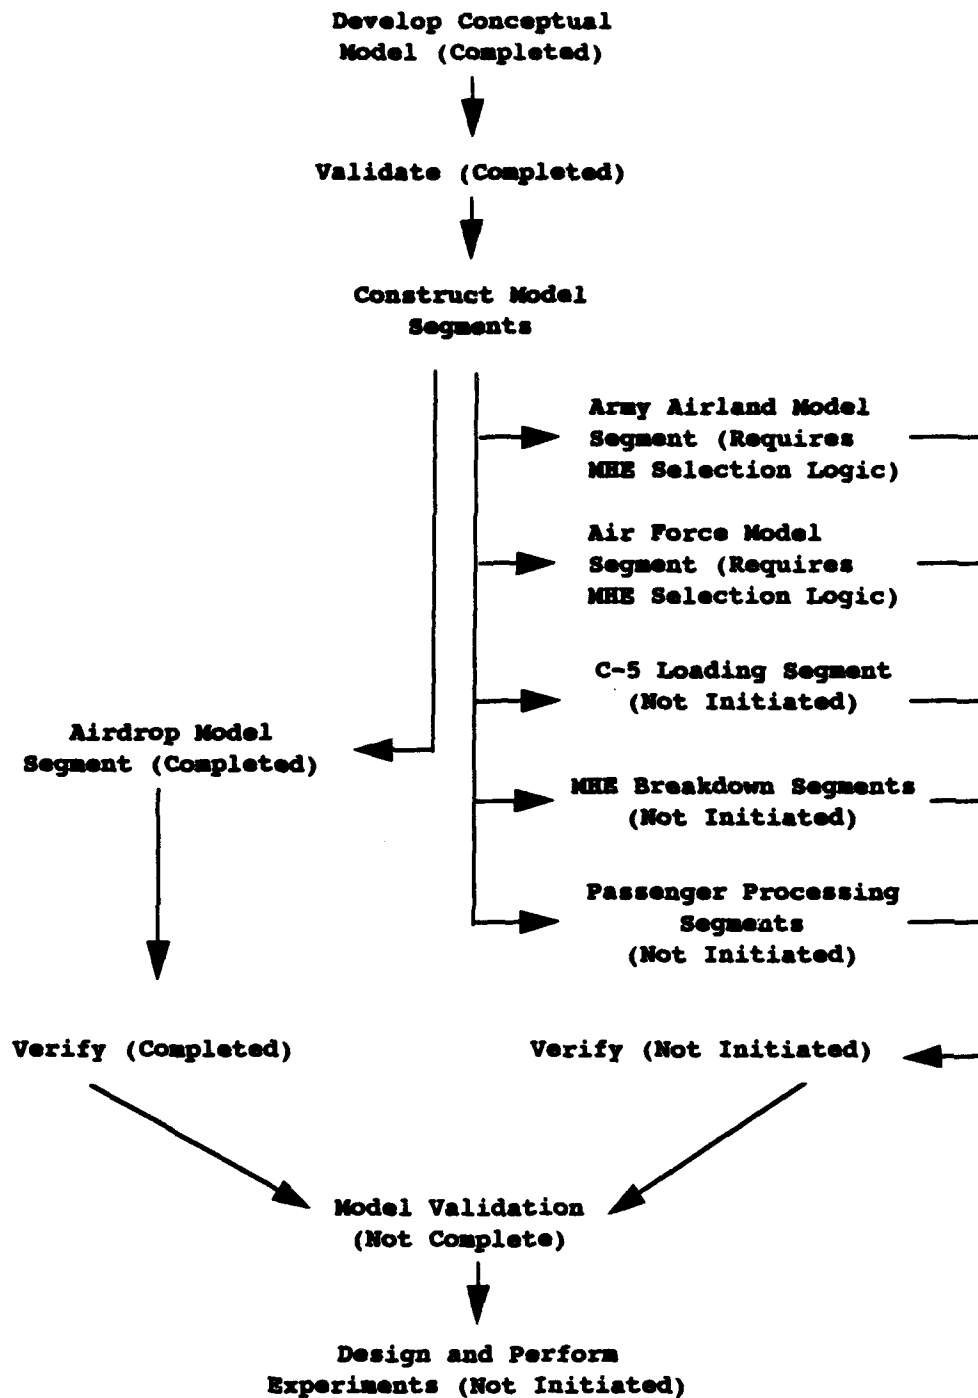 Develop Conceptual
Model (Completed)
Validate (Completed)
Construct Model
Segments
Army Airland Model
Segment (Requires
MHE Selection Logic)
Air Force Model
Segment (Requires
MHE Selection Logic)
C-5 Loading Segment
(Not Initiated)
Airdrop Model
Segment (Completed)
MHE Breakdown Segments
(Not Initiated)
Passenger Processing
Segments
(Not Initiated)
Verify (Completed)
Verify (Not Initiated)
Model Validation
(Not Complete)
Design and Perform
Experiments (Not Initiated)